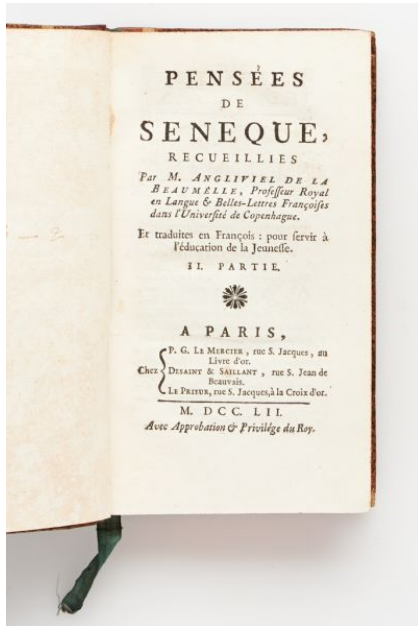 PENSÉES
DE
SENEQUE,
RECUEILLIES
Par M. ANGLIVIEL DE LA
BEAUMELLE, Professeur Royal
en Langue & Belles-Lettres Françoises
dans l'Université de Copenhague.
Et traduites en François : pour servir à
l'éducation de la Jeunesse.
II. PARTIE.
A PARIS,
P. G. LE MERCIER, rue S. Jacques, au
Livre d'or.
Chez DESAINT & SAILLANT, rue S. Jean de
Beauvais.
LE PRIEUR, rue S. Jacques, à la Croix d'or.
M. DCC. LII.
Avec Approbation & Privilége du Roy.